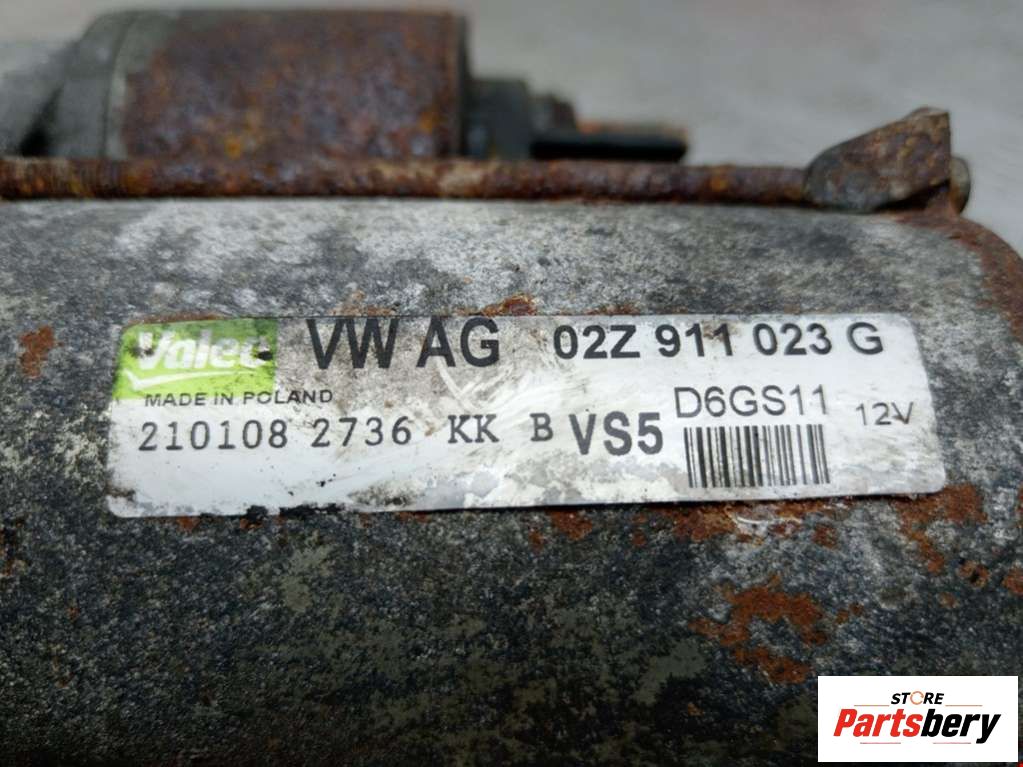 Valeo VW AG 02Z 911 023 G
MADE IN POLAND D6GS11 12V
210108 2736 KK B VS5
STORE
Partsbery